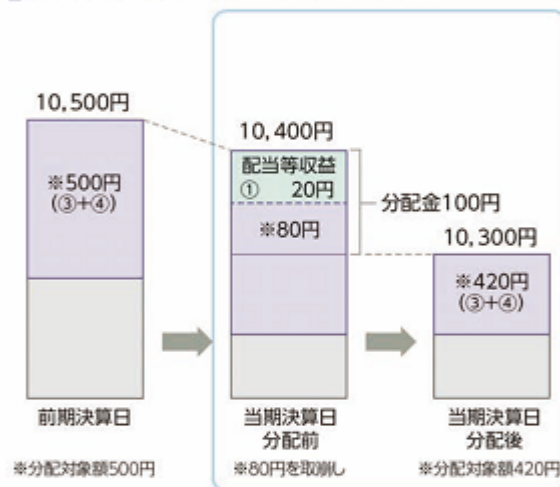 10,500円
※500円
(③+④)
前期決算日
※分配対象額500円
10,400円
配当等収益
① 20円
※80円
分配金100円
当期決算日
分配前
※80円を取崩し
10,300円
※420円
(③+④)
当期決算日
分配後
※分配対象額420円